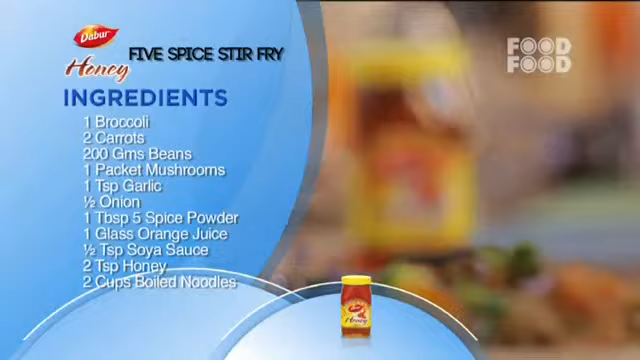 Dabur
Honey
FIVE SPICE STIR FRY
INGREDIENTS
1 Broccoli
2 Carrots
200 Gms Beans
1 Packet Mushrooms
1 Tsp Garlic
½ Onion
1 Tbsp 5 Spice Powder
1 Glass Orange Juice
½ Tsp Soya Sauce
2 Tsp Honey
2 Cups Boiled Noodles
FOOD
FOOD
Dabur
Honey